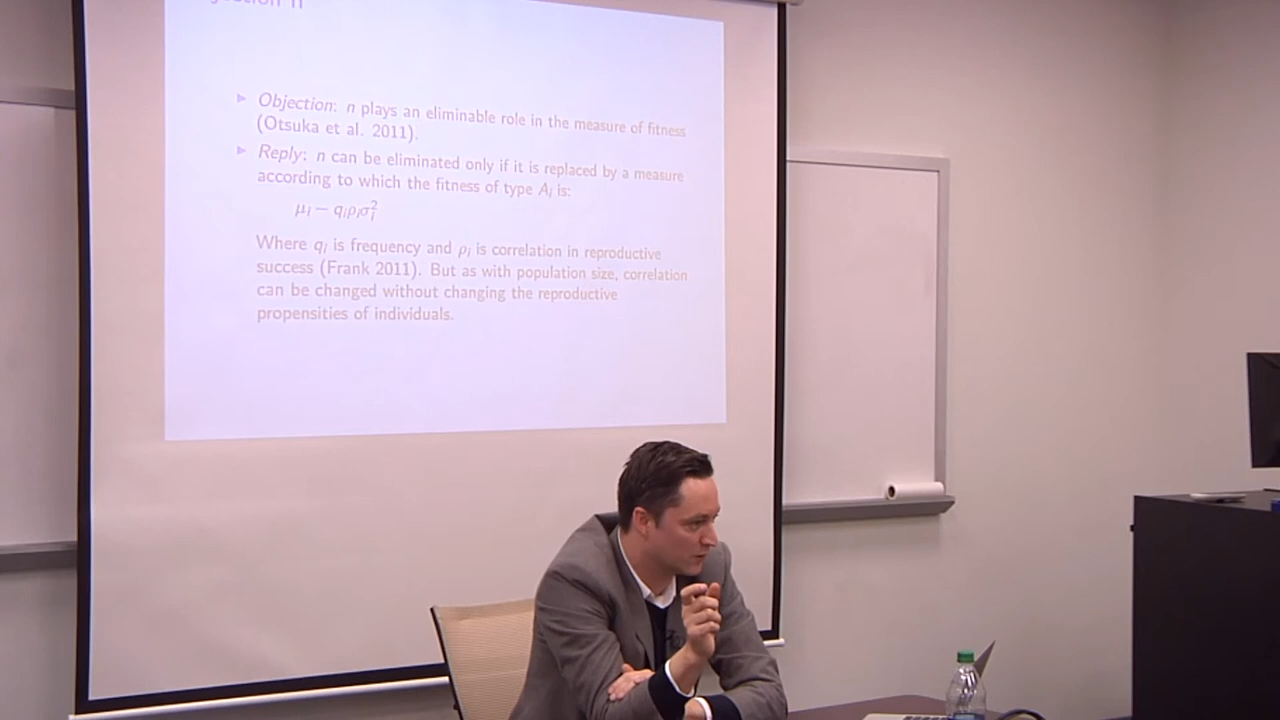 ▶ Objection: n plays an eliminable role in the measure of fitness
(Otsuka et al. 2011).
▶ Reply: n can be eliminated only if it is replaced by a measure
according to which the fitness of type Aᵢ is:
μᵢ − qᵢρᵢσᵢ²
Where qᵢ is frequency and ρᵢ is correlation in reproductive
success (Frank 2011). But as with population size, correlation
can be changed without changing the reproductive
propensities of individuals.